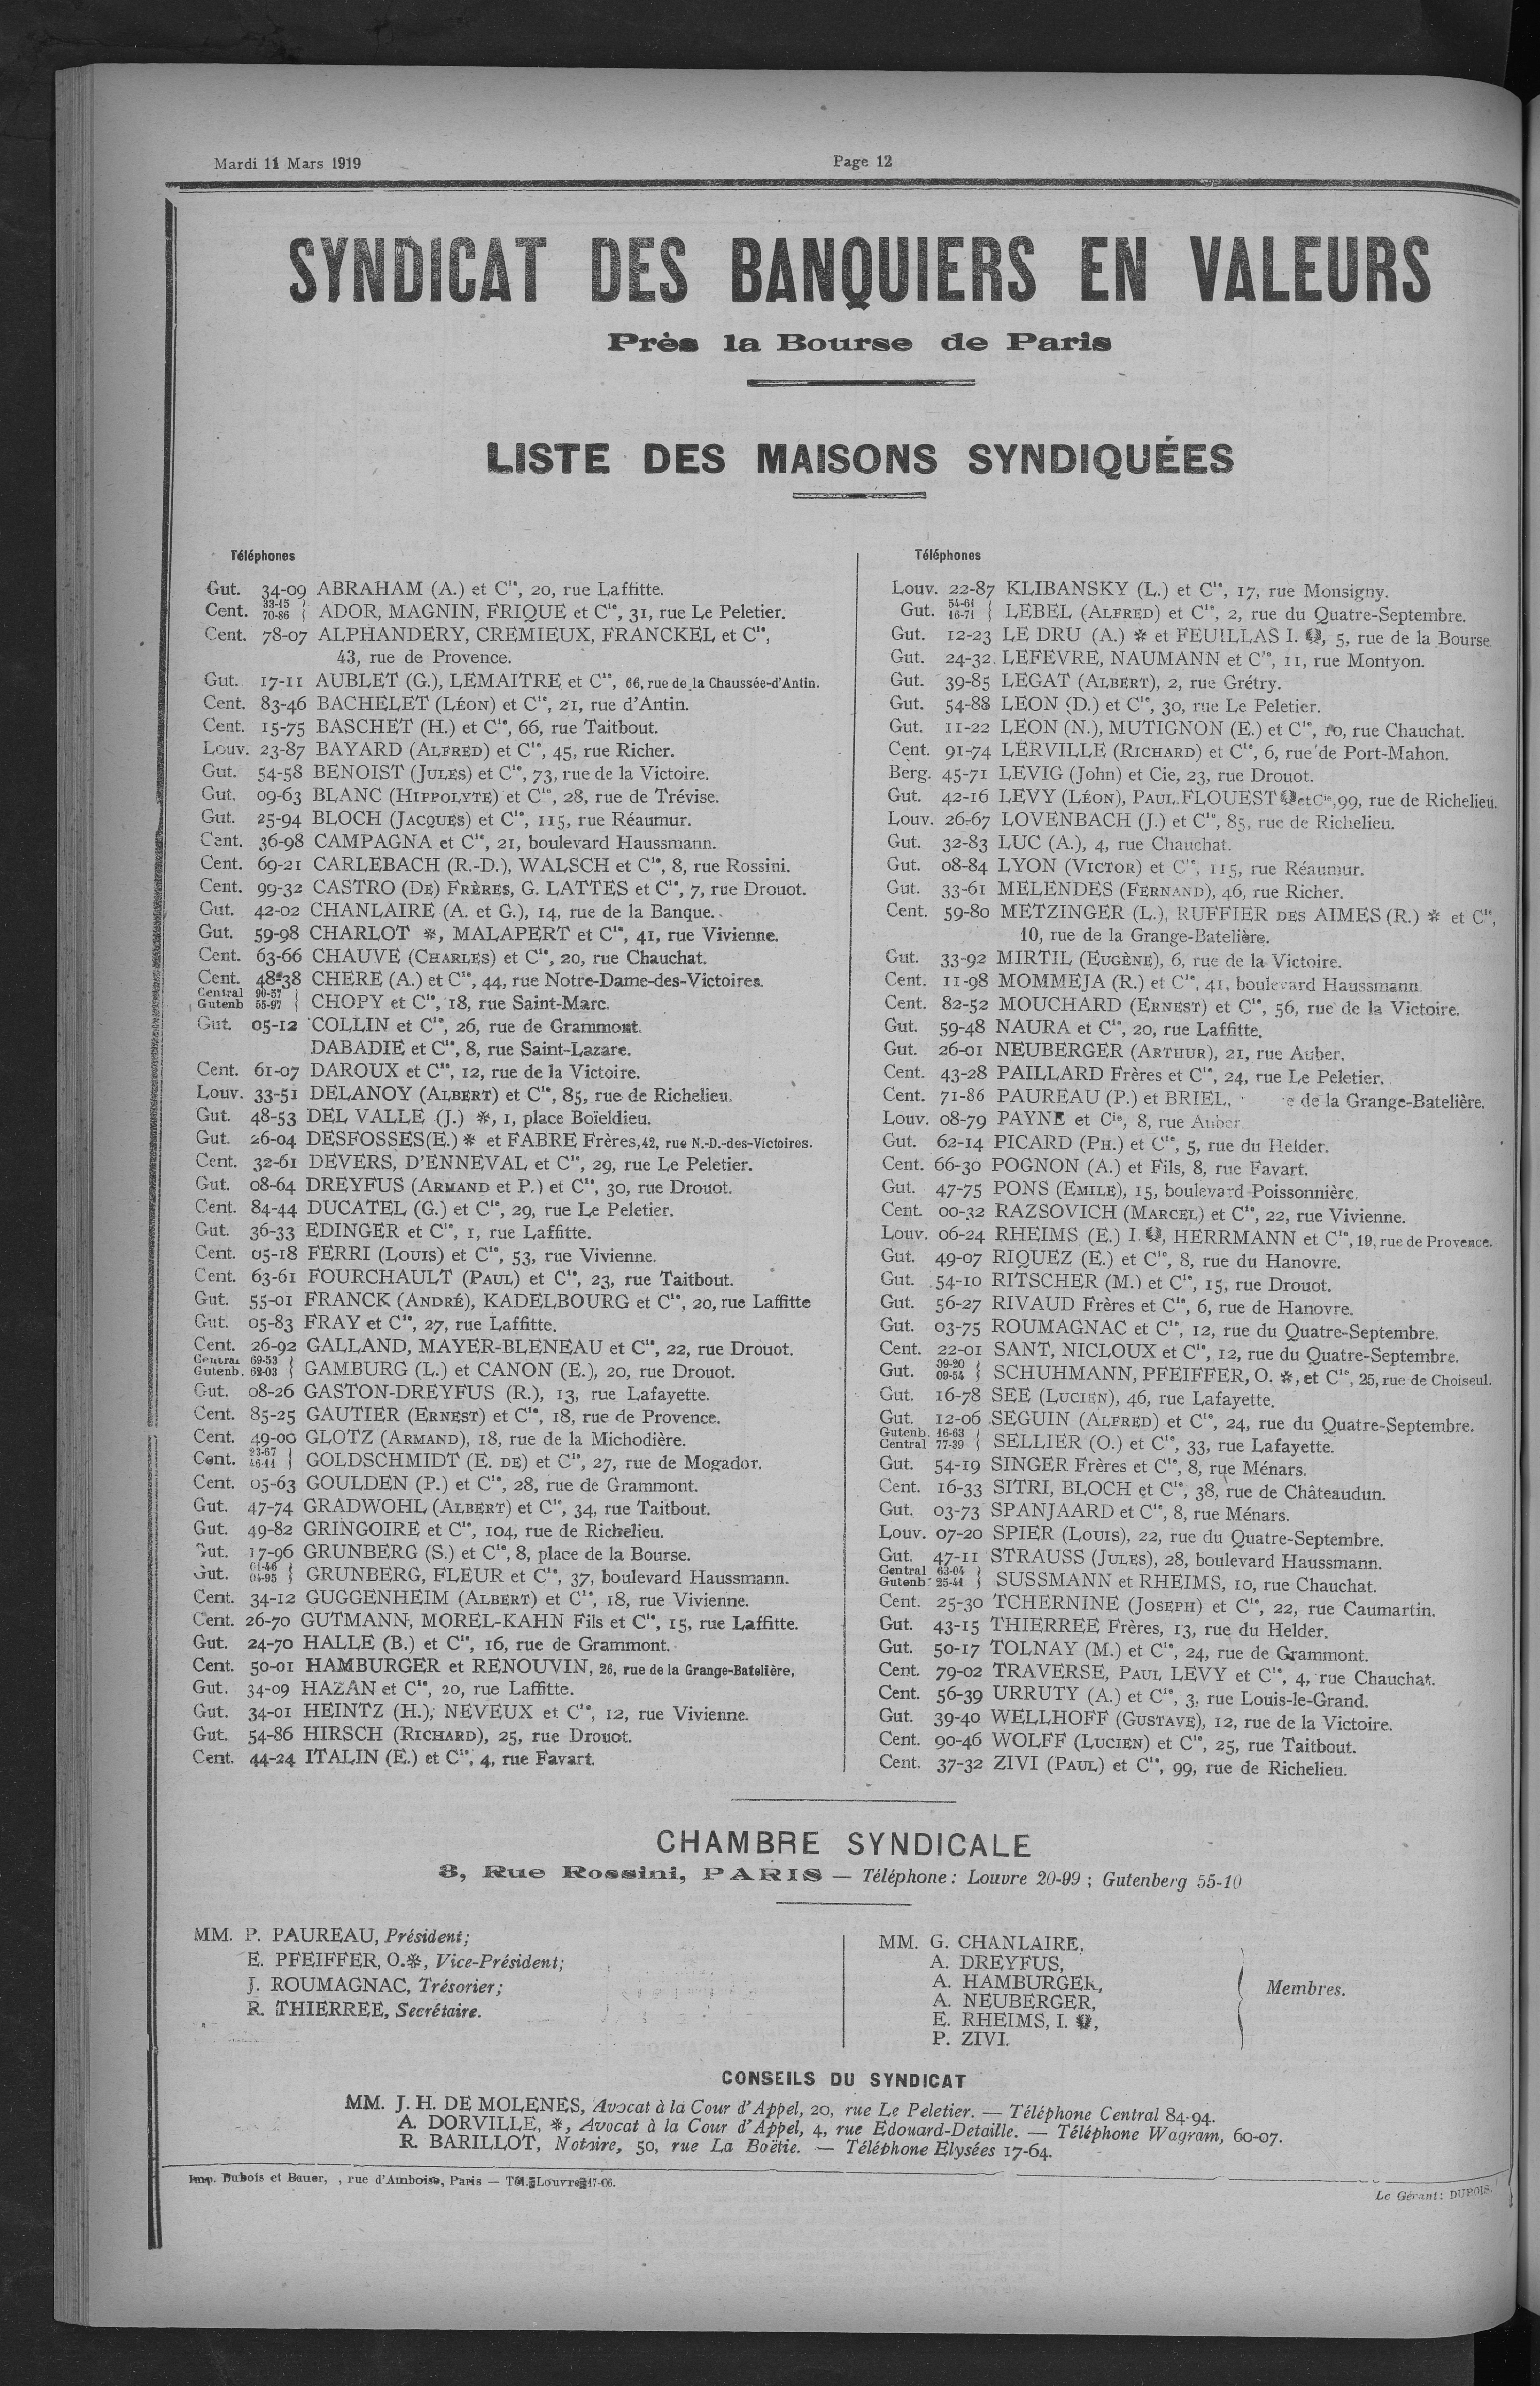 Mardi 11 Mars 1919
Page 12
SYNDICAT DES BANQUIERS EN VALEURS
Près la Bourse de Paris
LISTE DES MAISONS SYNDIQUÉES
Téléphones
Gut. 34-09 ABRAHAM (A.) et Cie, 20, rue Laffitte.
Cent. 33-15 70-86 } ADOR, MAGNIN, FRIQUE et Cie, 31, rue Le Peletier.
Cent. 78-07 ALPHANDERY, CREMIEUX, FRANCKEL et Cie,
43, rue de Provence.
Gut. 17-11 AUBLET (G.), LEMAITRE et Cie, 66, rue de la Chaussée-d'Antin.
Cent. 83-46 BACHELET (LÉON) et Cie, 21, rue d'Antin.
Cent. 15-75 BASCHET (H.) et Cie, 66, rue Taitbout.
Louv. 23-87 BAYARD (ALFRED) et Cie, 45, rue Richer.
Gut. 54-58 BENOIST (JULES) et Cie, 73, rue de la Victoire.
Gut. 09-63 BLANC (HIPPOLYTE) et Cie, 28, rue de Trévise.
Gut. 25-94 BLOCH (JACQUES) et Cie, 115, rue Réaumur.
Cent. 36-98 CAMPAGNA et Cie, 21, boulevard Haussmann.
Cent. 69-21 CARLEBACH (R.-D.), WALSCH et Cie, 8, rue Rossini.
Cent. 99-32 CASTRO (DE) FRÈRES, G. LATTES et Cie, 7, rue Drouot.
Gut. 42-02 CHANLAIRE (A. et G.), 14, rue de la Banque.
Gut. 59-98 CHARLOT ✻, MALAPERT et Cie, 41, rue Vivienne.
Cent. 63-66 CHAUVE (CHARLES) et Cie, 20, rue Chauchat.
Cent. 48-38 CHERE (A.) et Cie, 44, rue Notre-Dame-des-Victoires.
Central 90-57 Gutenb 55-97 } CHOPY et Cie, 18, rue Saint-Marc.
Gut. 05-12 COLLIN et Cie, 26, rue de Grammont.
DABADIE et Cie, 8, rue Saint-Lazare.
Cent. 61-07 DAROUX et Cie, 12, rue de la Victoire.
Louv. 33-51 DELANOY (ALBERT) et Cie, 85, rue de Richelieu.
Gut. 48-53 DEL VALLE (J.) ✻, 1, place Boïeldieu.
Gut. 26-04 DESFOSSES (E.) ✻ et FABRE Frères, 42, rue N.-D.-des-Victoires.
Cent. 32-61 DEVERS, D'ENNEVAL et Cie, 29, rue Le Peletier.
Gut. 08-64 DREYFUS (ARMAND et P.) et Cie, 30, rue Drouot.
Cent. 84-44 DUCATEL (G.) et Cie, 29, rue Le Peletier.
Gut. 36-33 EDINGER et Cie, 1, rue Laffitte.
Cent. 05-18 FERRI (LOUIS) et Cie, 53, rue Vivienne.
Cent. 63-61 FOURCHAULT (PAUL) et Cie, 23, rue Taitbout.
Gut. 55-01 FRANCK (ANDRÉ), KADELBOURG et Cie, 20, rue Laffitte
Gut. 05-83 FRAY et Cie, 27, rue Laffitte.
Cent. 26-92 GALLAND, MAYER-BLENEAU et Cie, 22, rue Drouot.
Central 69-53 Gutenb. 62-03 } GAMBURG (L.) et CANON (E.), 20, rue Drouot.
Gut. 08-26 GASTON-DREYFUS (R.), 13, rue Lafayette.
Cent. 85-25 GAUTIER (ERNEST) et Cie, 18, rue de Provence.
Cent. 49-00 GLOTZ (ARMAND), 18, rue de la Michodière.
Cent. 23-67 46-14 } GOLDSCHMIDT (E. DE) et Cie, 27, rue de Mogador.
Cent. 05-63 GOULDEN (P.) et Cie, 28, rue de Grammont.
Gut. 47-74 GRADWOHL (ALBERT) et Cie, 34, rue Taitbout.
Gut. 49-82 GRINGOIRE et Cie, 104, rue de Richelieu.
Gut. 17-96 GRUNBERG (S.) et Cie, 8, place de la Bourse.
Gut. 01-46 04-95 } GRUNBERG, FLEUR et Cie, 37, boulevard Haussmann.
Cent. 34-12 GUGGENHEIM (ALBERT) et Cie, 18, rue Vivienne.
Cent. 26-70 GUTMANN, MOREL-KAHN Fils et Cie, 15, rue Laffitte.
Gut. 24-70 HALLE (B.) et Cie, 16, rue de Grammont.
Cent. 50-01 HAMBURGER et RENOUVIN, 26, rue de la Grange-Batelière,
Gut. 34-09 HAZAN et Cie, 20, rue Laffitte.
Gut. 34-01 HEINTZ (H.), NEVEUX et Cie, 12, rue Vivienne.
Gut. 54-86 HIRSCH (RICHARD), 25, rue Drouot.
Cent. 44-24 ITALIN (E.) et Cie, 4, rue Favart.
Téléphones
Louv. 22-87 KLIBANSKY (L.) et Cie, 17, rue Monsigny.
Gut. 54-61 16-71 } LEBEL (ALFRED) et Cie, 2, rue du Quatre-Septembre.
Gut. 12-23 LE DRU (A.) ✻ et FEUILLAS I., 5, rue de la Bourse
Gut. 24-32 LEFEVRE, NAUMANN et Cie, 11, rue Montyon.
Gut. 39-85 LEGAT (ALBERT), 2, rue Grétry.
Gut. 54-88 LEON (D.) et Cie, 30, rue Le Peletier.
Gut. 11-22 LEON (N.), MUTIGNON (E.) et Cie, 10, rue Chauchat.
Cent. 91-74 LERVILLE (RICHARD) et Cie, 6, rue de Port-Mahon.
Berg. 45-71 LEVIG (John) et Cie, 23, rue Drouot.
Gut. 42-16 LEVY (LÉON), PAUL FLOUEST et Cie, 99, rue de Richelieu.
Louv. 26-67 LOVENBACH (J.) et Cie, 85, rue de Richelieu.
Gut. 32-83 LUC (A.), 4, rue Chauchat.
Gut. 08-84 LYON (VICTOR) et Cie, 115, rue Réaumur.
Gut. 33-61 MELENDES (FERNAND), 46, rue Richer.
Cent. 59-80 METZINGER (L.), RUFFIER DES AIMES (R.) ✻ et Cie,
10, rue de la Grange-Batelière.
Gut. 33-92 MIRTIL (EUGÈNE), 6, rue de la Victoire.
Cent. 11-98 MOMMEJA (R.) et Cie, 41, boulevard Haussmann.
Cent. 82-52 MOUCHARD (ERNEST) et Cie, 56, rue de la Victoire.
Gut. 59-48 NAURA et Cie, 20, rue Laffitte.
Gut. 26-01 NEUBERGER (ARTHUR), 21, rue Auber.
Cent. 43-28 PAILLARD Frères et Cie, 24, rue Le Peletier.
Cent. 71-86 PAUREAU (P.) et BRIEL, de la Grange-Batelière.
Louv. 08-79 PAYNE et Cie, 8, rue Auber
Gut. 62-14 PICARD (PH.) et Cie, 5, rue du Helder.
Cent. 66-30 POGNON (A.) et Fils, 8, rue Favart.
Gut. 47-75 PONS (EMILE), 15, boulevard Poissonnière.
Cent. 00-32 RAZSOVICH (MARCEL) et Cie, 22, rue Vivienne.
Louv. 06-24 RHEIMS (E.) I., HERRMANN et Cie, 19, rue de Provence.
Gut. 49-07 RIQUEZ (E.) et Cie, 8, rue du Hanovre.
Gut. 54-10 RITSCHER (M.) et Cie, 15, rue Drouot.
Gut. 56-27 RIVAUD Frères et Cie, 6, rue de Hanovre.
Gut. 03-75 ROUMAGNAC et Cie, 12, rue du Quatre-Septembre.
Cent. 22-01 SANT, NICLOUX et Cie, 12, rue du Quatre-Septembre.
Gut. 09-20 09-54 } SCHUHMANN, PFEIFFER, O. ✻, et Cie, 25, rue de Choiseul.
Gut. 16-78 SEE (LUCIEN), 46, rue Lafayette.
Gut. 12-06 SEGUIN (ALFRED) et Cie, 24, rue du Quatre-Septembre.
Gutenb. 16-63 Central 77-39 } SELLIER (O.) et Cie, 33, rue Lafayette.
Gut. 54-19 SINGER Frères et Cie, 8, rue Ménars.
Cent. 16-33 SITRI, BLOCH et Cie, 38, rue de Châteaudun.
Gut. 03-73 SPANJAARD et Cie, 8, rue Ménars.
Louv. 07-20 SPIER (LOUIS), 22, rue du Quatre-Septembre.
Gut. 47-11 STRAUSS (JULES), 28, boulevard Haussmann.
Central 63-04 Gutenb. 25-41 } SUSSMANN et RHEIMS, 10, rue Chauchat.
Cent. 25-30 TCHERNINE (JOSEPH) et Cie, 22, rue Caumartin.
Gut. 43-15 THIERREE Frères, 13, rue du Helder.
Gut. 50-17 TOLNAY (M.) et Cie, 24, rue de Grammont.
Cent. 79-02 TRAVERSE, PAUL LEVY et Cie, 4, rue Chauchat.
Cent. 56-39 URRUTY (A.) et Cie, 3, rue Louis-le-Grand.
Gut. 39-40 WELLHOFF (GUSTAVE), 12, rue de la Victoire.
Cent. 90-46 WOLFF (LUCIEN) et Cie, 25, rue Taitbout.
Cent. 37-32 ZIVI (PAUL) et Cie, 99, rue de Richelieu.
CHAMBRE SYNDICALE
8, Rue Rossini, PARIS — Téléphone : Louvre 20-99 ; Gutenberg 55-10
MM. P. PAUREAU, Président;
E. PFEIFFER, O.✻, Vice-Président;
J. ROUMAGNAC, Trésorier;
R. THIERREE, Secrétaire.
MM. G. CHANLAIRE,
A. DREYFUS,
A. HAMBURGER,
A. NEUBERGER,
E. RHEIMS, I.,
P. ZIVI.
Membres.
CONSEILS DU SYNDICAT
MM. J. H. DE MOLENES, Avocat à la Cour d'Appel, 20, rue Le Peletier. — Téléphone Central 84-94.
A. DORVILLE, ✻, Avocat à la Cour d'Appel, 4, rue Edouard-Detaille. — Téléphone Wagram, 60-07.
R. BARILLOT, Notaire, 50, rue La Boëtie. — Téléphone Elysées 17-64.
Imp. Dubois et Bauer, , rue d'Amboise, Paris — Tél. Louvre 17-06.
Le Gérant : DUBOIS.